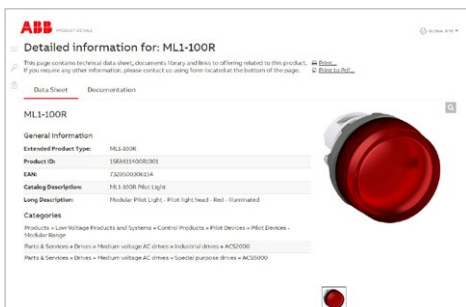 ABB
PRODUCT DETAILS
GLOBAL SITE
Detailed information for: ML1-100R
This page contains technical data sheet, documents library and links to offering related to this product.
If you require any other information, please contact us using form located at the bottom of the page.
Print...
Print to Pdf...
Data Sheet Documentation
ML1-100R
General Information
Extended Product Type: ML1-100R
Product ID: 1SFA611400R1001
EAN:
Catalog Description: ML1-100R Pilot Light
Long Description: Modular Pilot Light - Pilot light head - Red - Illuminated
Categories
Products » Low Voltage Products and Systems » Control Products » Pilot Devices » Pilot Devices -
Modular Range
Parts & Services » Drives » Medium voltage AC drives » Industrial drives » ACS2000
Parts & Services » Drives » Medium voltage AC drives » Special purpose drives » ACS5000